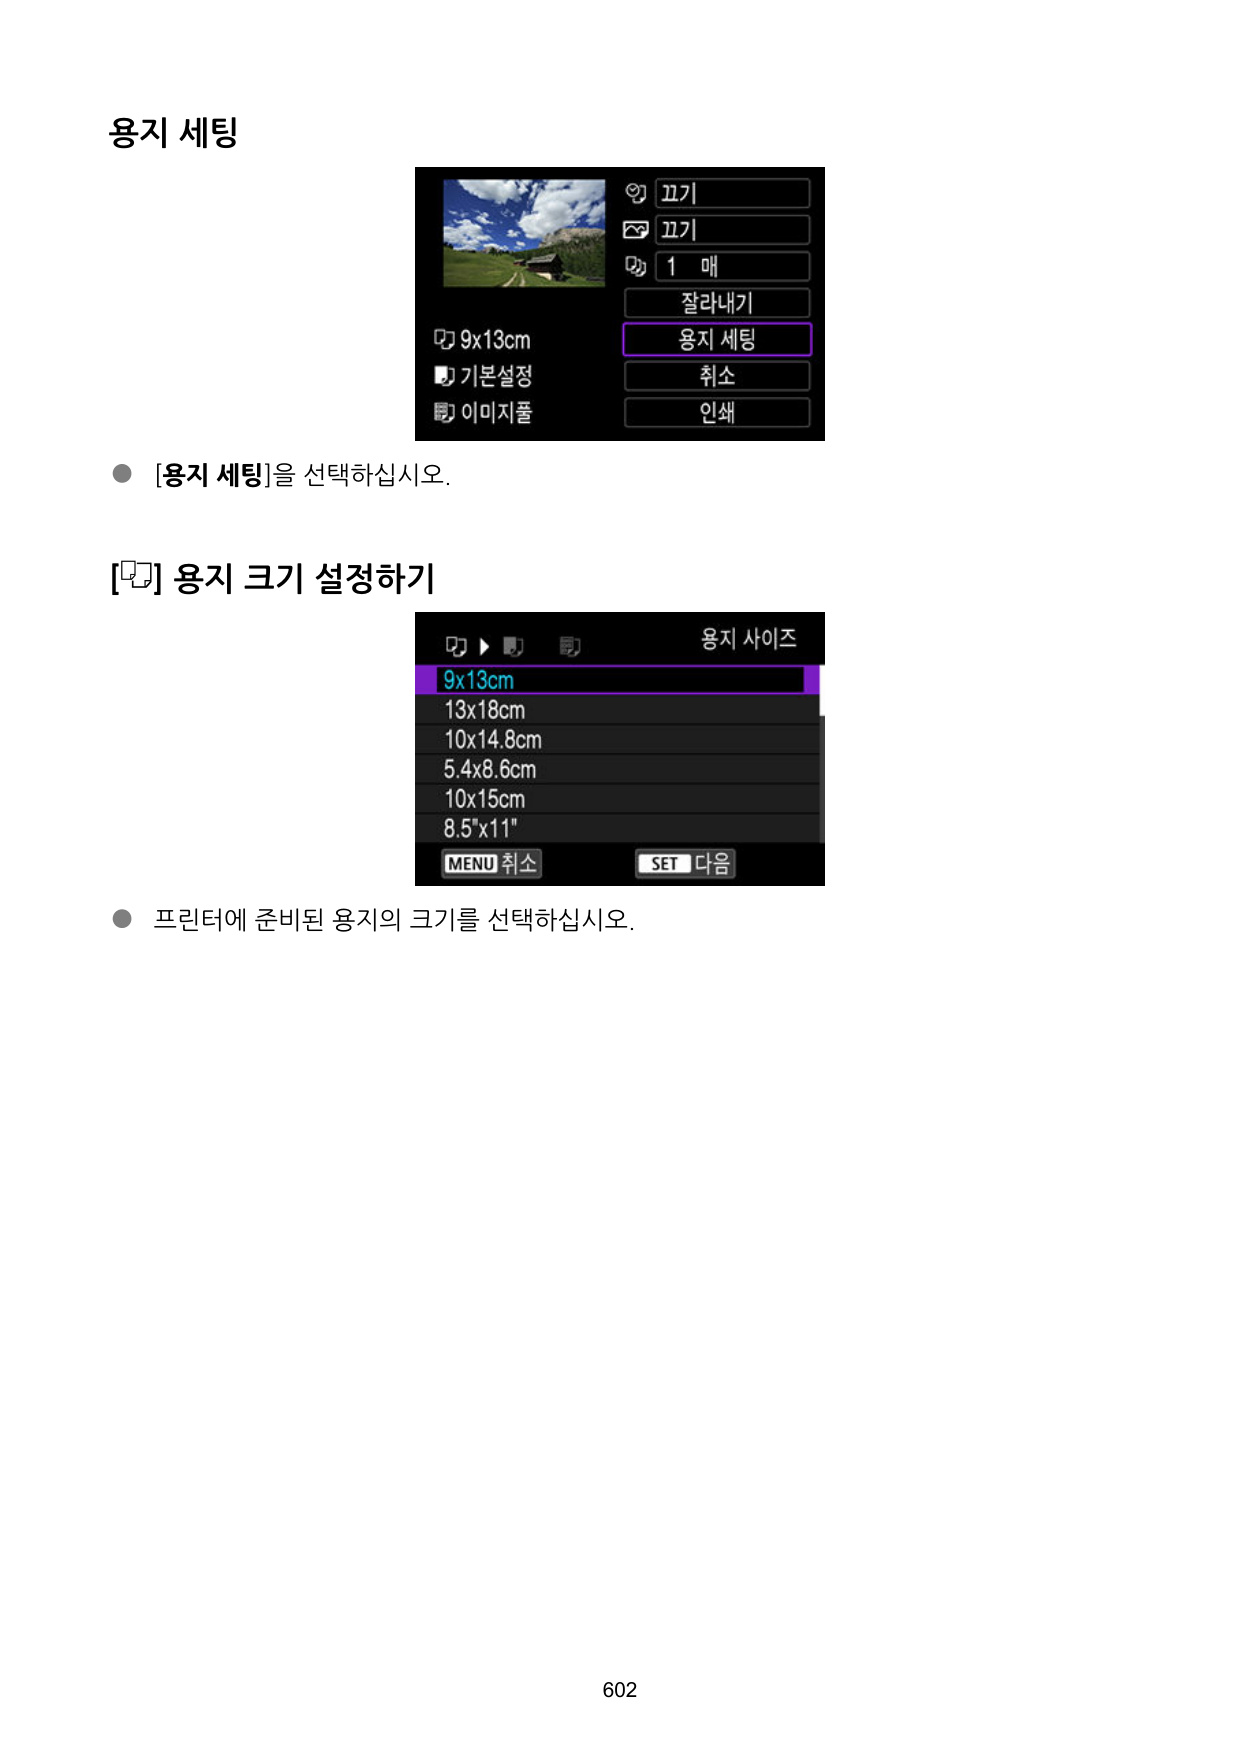 용지 세팅
끄기
끄기
1 매
잘라내기
9x13cm
용지 세팅
기본설정
취소
이미지풀
인쇄
● [용지 세팅]을 선택하십시오.
[] 용지 크기 설정하기
용지 사이즈
9x13cm
13x18cm
10x14.8cm
5.4x8.6cm
10x15cm
8.5"x11"
MENU 취소 SET 다음
● 프린터에 준비된 용지의 크기를 선택하십시오.
602